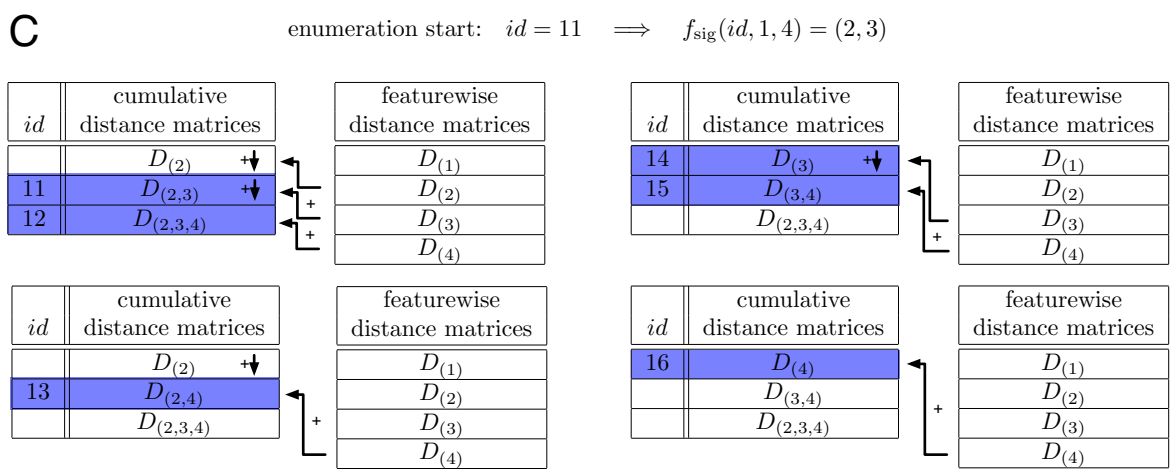 C
enumeration start: id = 11 ⟹ f_sig(id, 1, 4) = (2, 3)
id | cumulative distance matrices
D_(2) +
11 D_(2,3) +
12 D_(2,3,4)
featurewise distance matrices
D_(1)
D_(2)
+ D_(3)
+ D_(4)
id | cumulative distance matrices
14 D_(3) +
15 D_(3,4)
D_(2,3,4)
featurewise distance matrices
D_(1)
D_(2)
D_(3)
+ D_(4)
id | cumulative distance matrices
D_(2) +
13 D_(2,4)
D_(2,3,4)
featurewise distance matrices
D_(1)
D_(2)
+ D_(3)
D_(4)
id | cumulative distance matrices
16 D_(4)
D_(3,4)
D_(2,3,4)
featurewise distance matrices
D_(1)
D_(2)
+ D_(3)
D_(4)